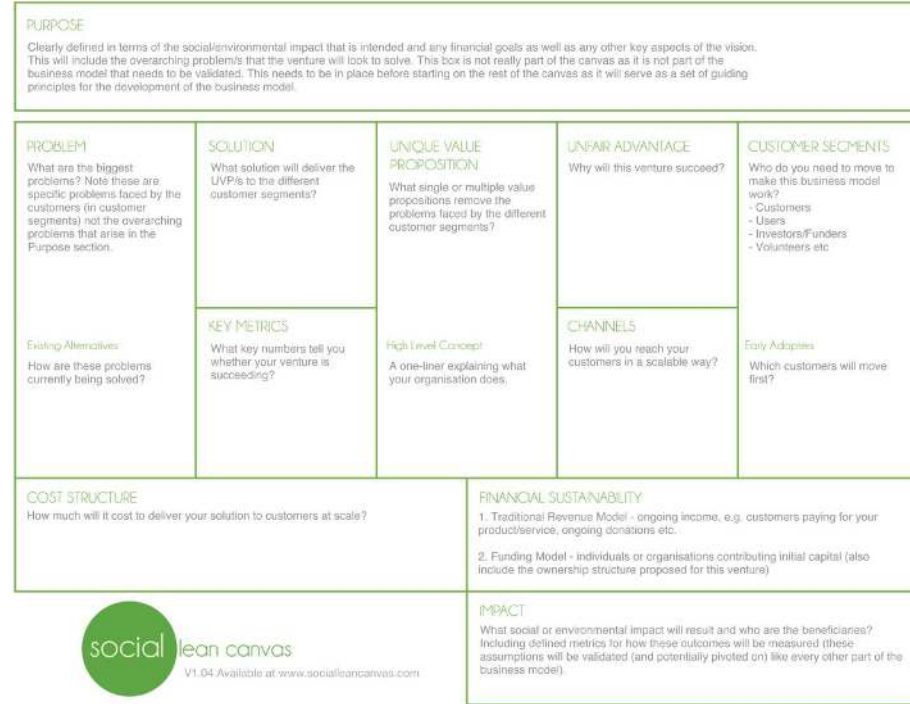 PURPOSE
Clearly defined in terms of the social/environmental impact that is intended and any financial goals as well as any other key aspects of the vision.
This will include the overarching problem/s that the venture will look to solve. This box is not really part of the canvas as it is not part of the
business model that needs to be validated. This needs to be in place before starting on the rest of the canvas as it will serve as a set of guiding
principles for the development of the business model.
PROBLEM
What are the biggest
problems? Note these are
specific problems faced by the
customers (in customer
segments) not the overarching
problems that arise in the
Purpose section.
Existing Alternatives
How are these problems
currently being solved?
SOLUTION
What solution will deliver the
UVP/s to the different
customer segments?
KEY METRICS
What key numbers tell you
whether your venture is
succeeding?
UNIQUE VALUE
PROPOSITION
What single or multiple value
propositions remove the
problems faced by the different
customer segments?
High Level Concept
A one-liner explaining what
your organisation does.
UNFAIR ADVANTAGE
Why will this venture succeed?
CHANNELS
How will you reach your
customers in a scalable way?
CUSTOMER SEGMENTS
Who do you need to move to
make this business model
work?
- Customers
- Users
- Investors/Funders
- Volunteers etc
Early Adopters
Which customers will move
first?
COST STRUCTURE
How much will it cost to deliver your solution to customers at scale?
FINANCIAL SUSTAINABILITY
1. Traditional Revenue Model - ongoing income, e.g. customers paying for your
product/service, ongoing donations etc.
2. Funding Model - individuals or organisations contributing initial capital (also
include the ownership structure proposed for this venture)
social lean canvas
V1.04 Available at www.socialleancanvas.com
IMPACT
What social or environmental impact will result and who are the beneficiaries?
Including defined metrics for how these outcomes will be measured (these
assumptions will be validated (and potentially pivoted on) like every other part of the
business model)